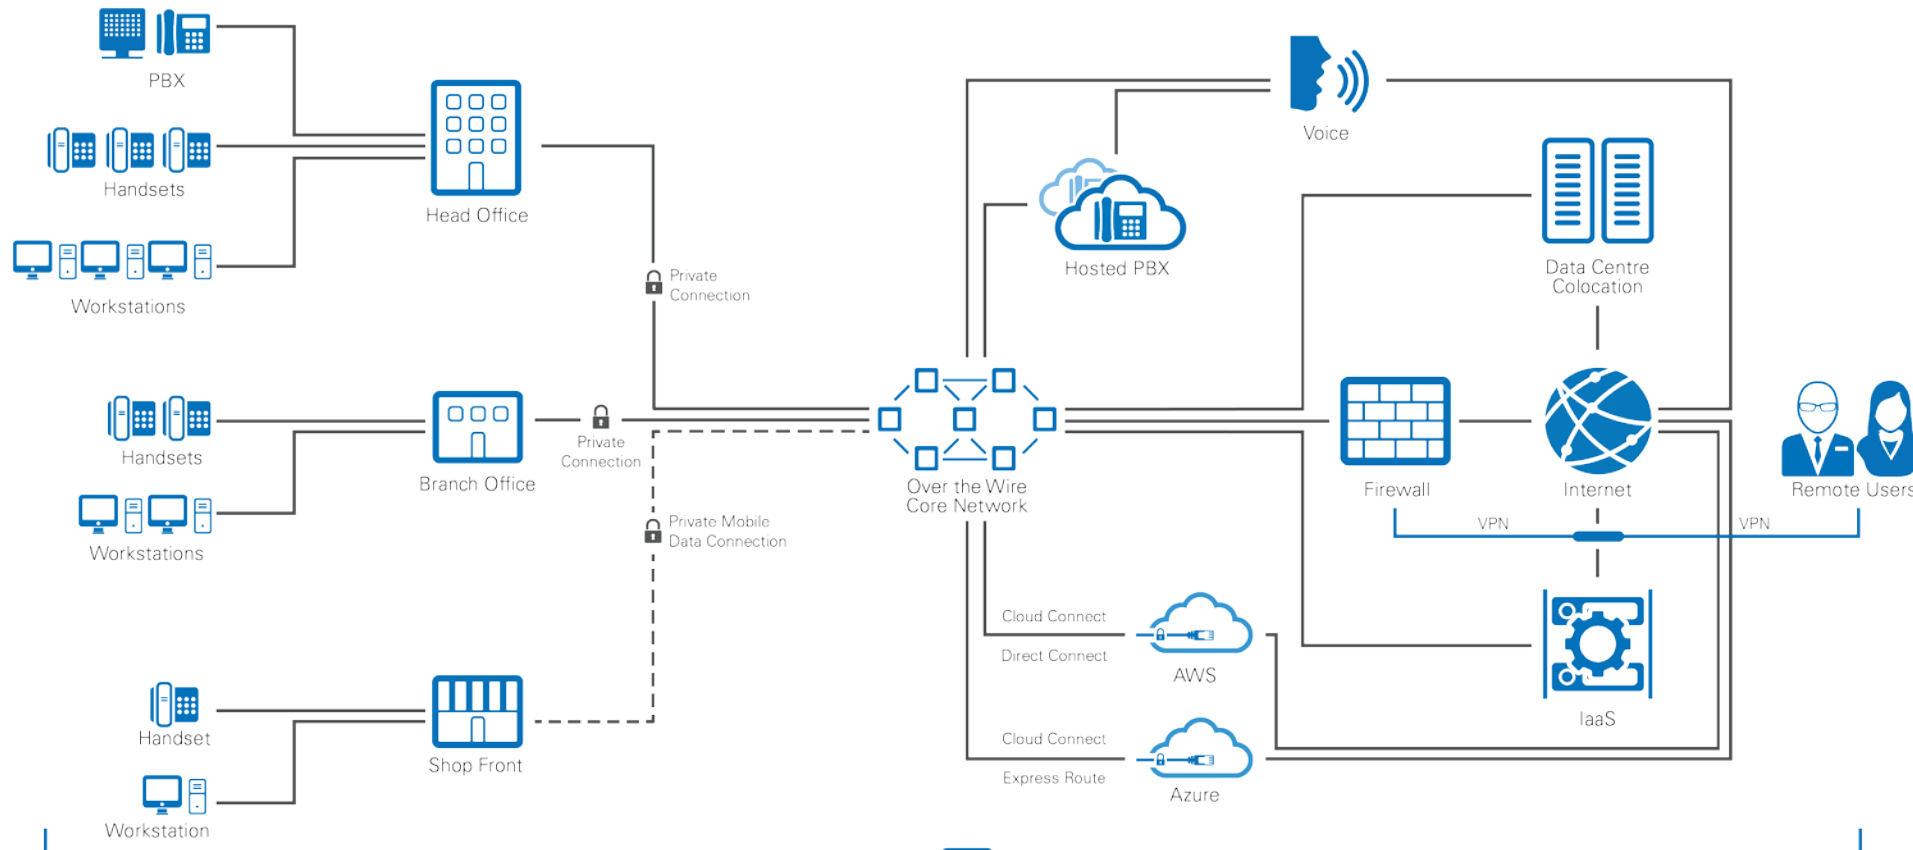 PBX
Handsets
Workstations
Head Office
Private
Connection
Handsets
Workstations
Branch Office
Private
Connection
Private Mobile
Data Connection
Handset
Workstation
Shop Front
Over the Wire
Core Network
Voice
Hosted PBX
Data Centre
Colocation
Firewall
Internet
Remote Users
VPN
VPN
Cloud Connect
Direct Connect
AWS
IaaS
Cloud Connect
Express Route
Azure